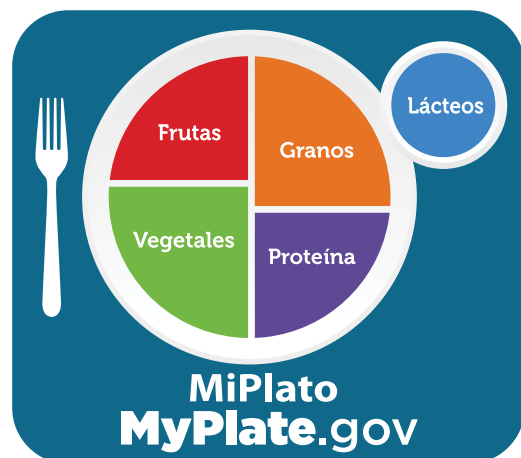 Frutas
Granos
Lácteos
Vegetales
Proteína
MiPlato
MyPlate.gov